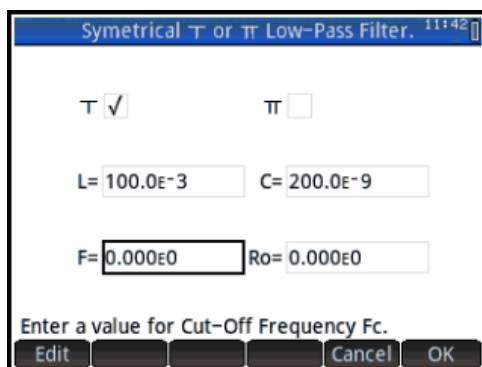 Symetrical T or π Low-Pass Filter. 11:42
T √ π
L= 100.0E-3 C= 200.0E-9
F= 0.000E0 Ro= 0.000E0
Enter a value for Cut-Off Frequency Fc.
Edit Cancel OK